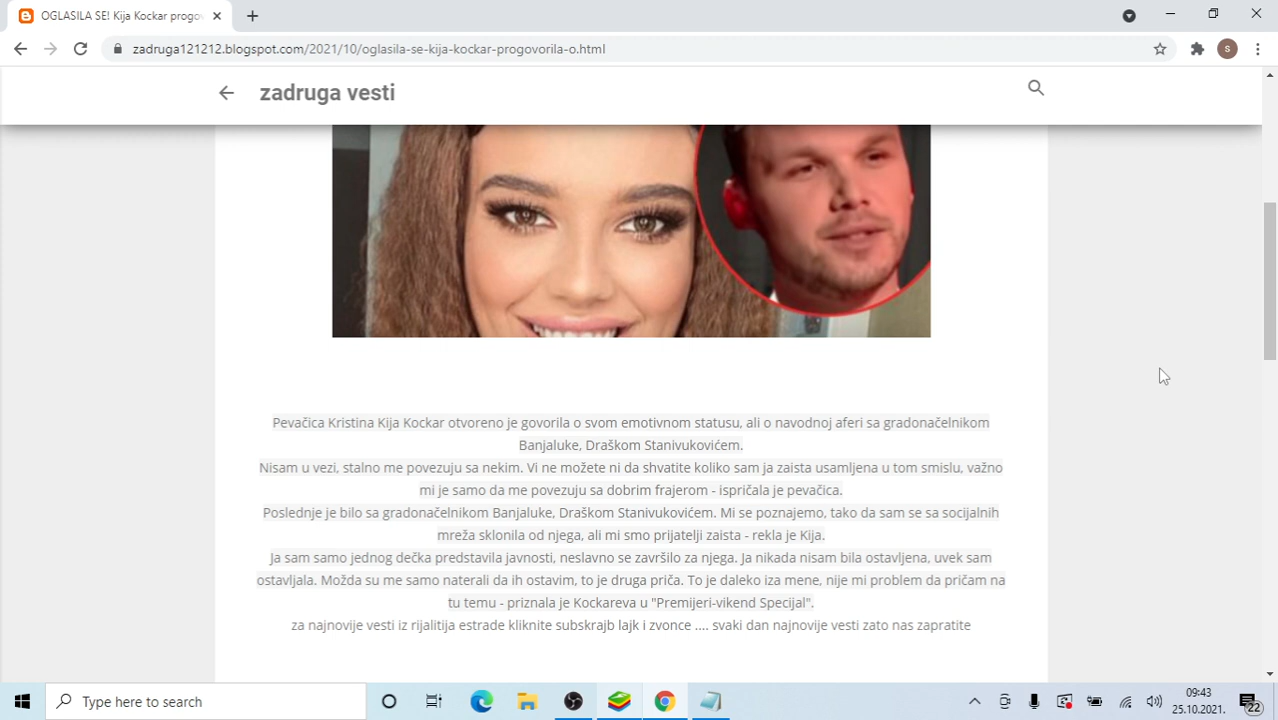 OGLASILA SE! Kija Kockar progov
zadruga121212.blogspot.com/2021/10/oglasila-se-kija-kockar-progovorila-o.html
S
zadruga vesti
Pevačica Kristina Kija Kockar otvoreno je govorila o svom emotivnom statusu, ali o navodnoj aferi sa gradonačelnikom
Banjaluke, Draškom Stanivukovićem.
Nisam u vezi, stalno me povezuju sa nekim. Vi ne možete ni da shvatite koliko sam ja zaista usamljena u tom smislu, važno
mi je samo da me povezuju sa dobrim frajerom - ispričala je pevačica.
Poslednje je bilo sa gradonačelnikom Banjaluke, Draškom Stanivukovićem. Mi se poznajemo, tako da sam se sa socijalnih
mreža sklonila od njega, ali mi smo prijatelji zaista - rekla je Kija.
Ja sam samo jednog dečka predstavila javnosti, neslavno se završilo za njega. Ja nikada nisam bila ostavljena, uvek sam
ostavljala. Možda su me samo naterali da ih ostavim, to je druga priča. To je daleko iza mene, nije mi problem da pričam na
tu temu - priznala je Kockareva u "Premijeri-vikend Specijal".
za najnovije vesti iz rijalitija estrade kliknite subskrajb lajk i zvonce .... svaki dan najnovije vesti zato nas zapratite
Type here to search
09:43
25.10.2021.
22